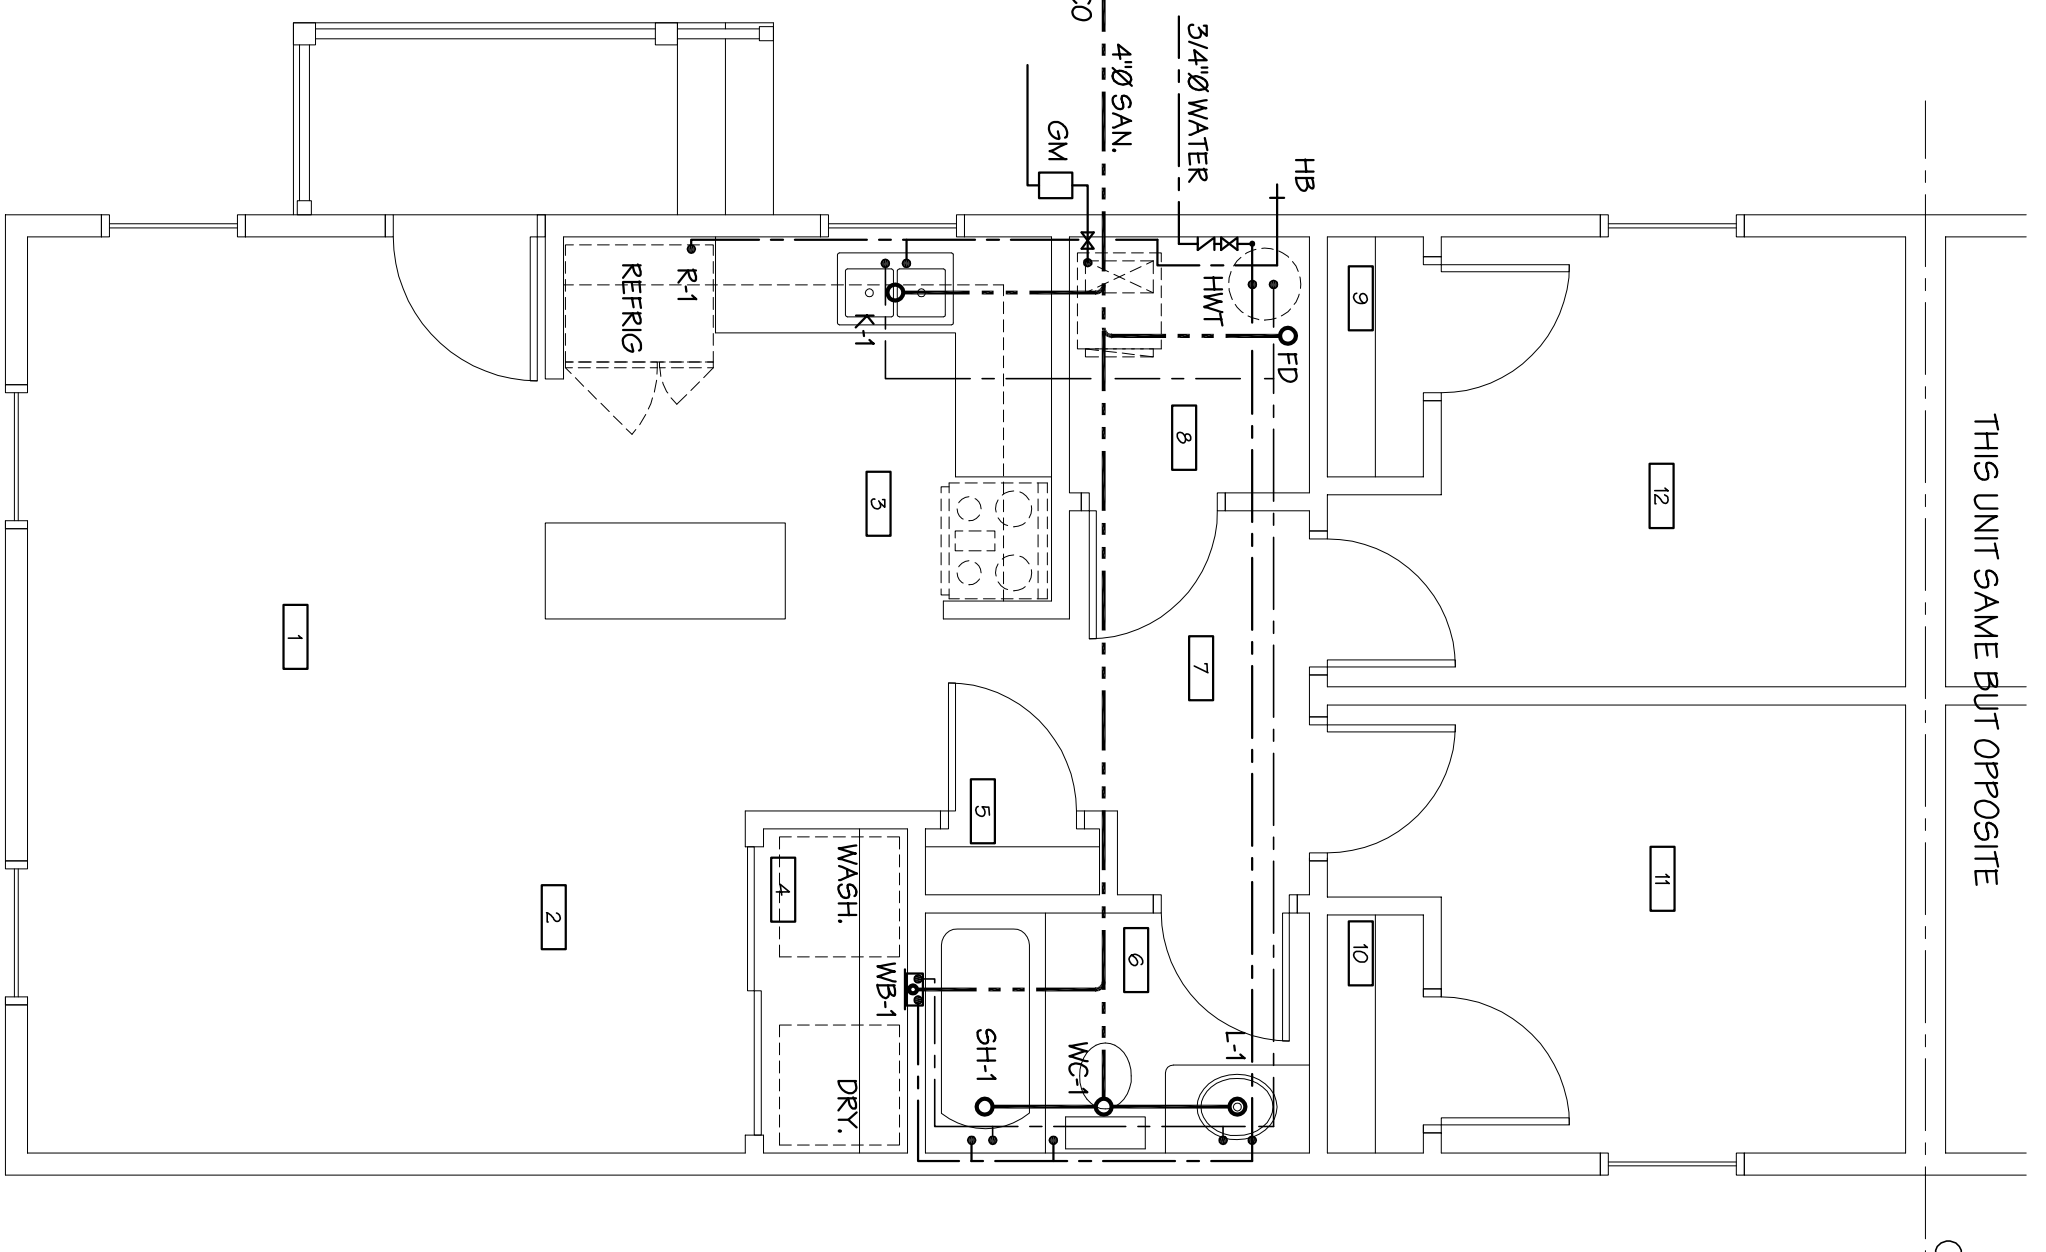 CO
4"Ø SAN.
3/4"Ø WATER
GM
HB
R-1
REFRIG
K-1
HWT
FD
9
8
3
12
THIS UNIT SAME BUT OPPOSITE
1
7
5
11
4
WASH.
2
6
10
WB-1
SH-1
WC-1
L-1
DRY.